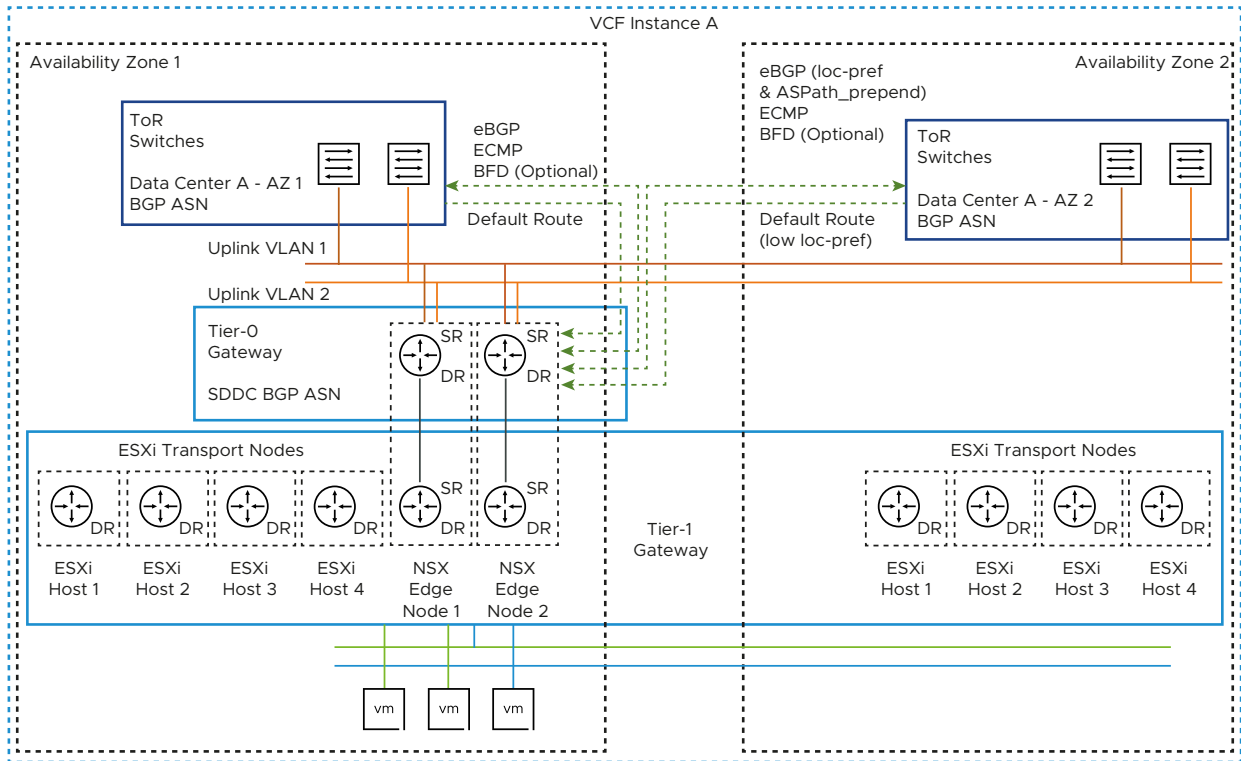 VCF Instance A
Availability Zone 1
ToR
Switches
Data Center A - AZ 1
BGP ASN
eBGP
ECMP
BFD (Optional)
Default Route
Availability Zone 2
eBGP (loc-pref
& ASPath_prepend)
ECMP
BFD (Optional)
ToR
Switches
Data Center A - AZ 2
BGP ASN
Default Route
(low loc-pref)
Uplink VLAN 1
Uplink VLAN 2
Tier-0
Gateway
SDDC BGP ASN
SR
DR
SR
DR
ESXi Transport Nodes
DR
DR
DR
DR
SR
DR
SR
DR
ESXi
Host 1
ESXi
Host 2
ESXi
Host 3
ESXi
Host 4
NSX
Edge
Node 1
NSX
Edge
Node 2
Tier-1
Gateway
ESXi Transport Nodes
DR
DR
DR
DR
ESXi
Host 1
ESXi
Host 2
ESXi
Host 3
ESXi
Host 4
vm
vm
vm